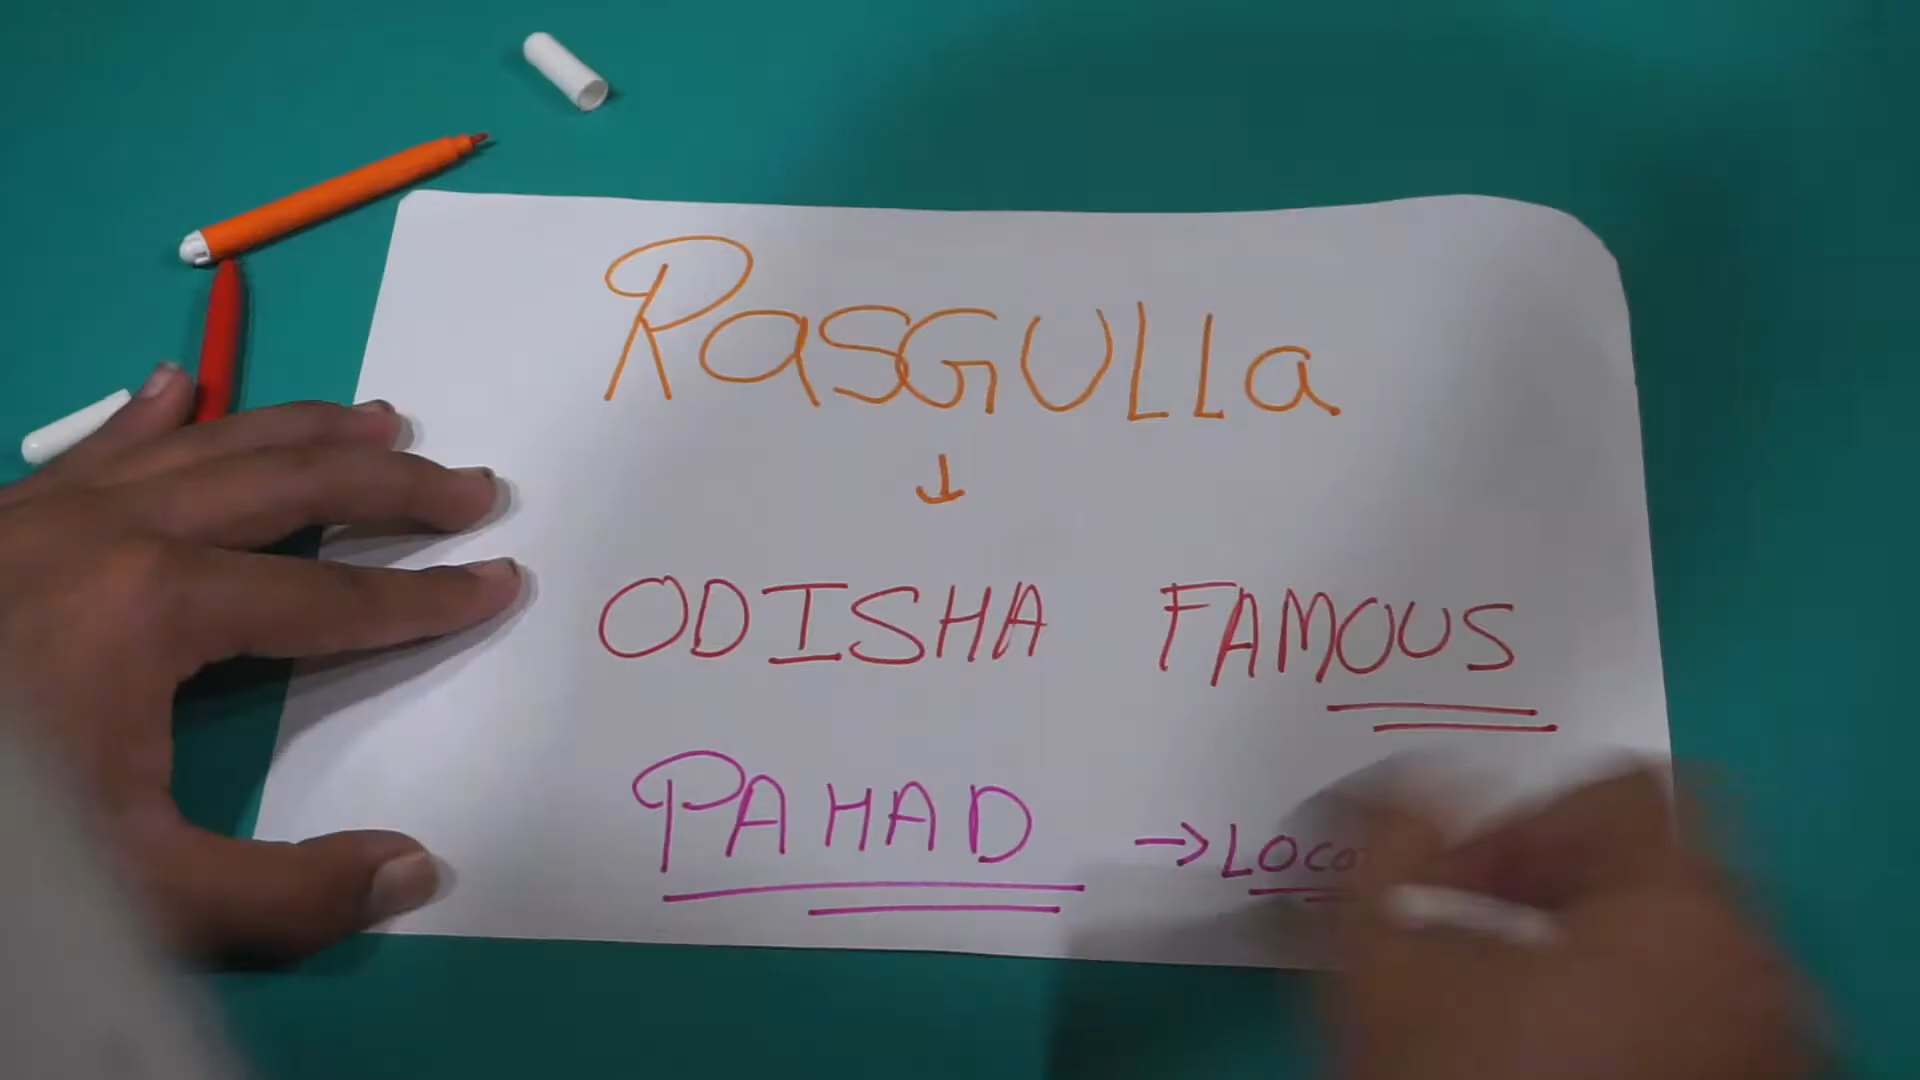 RaSGULLa
↓
ODISHA FAMOUS
PAHAD →